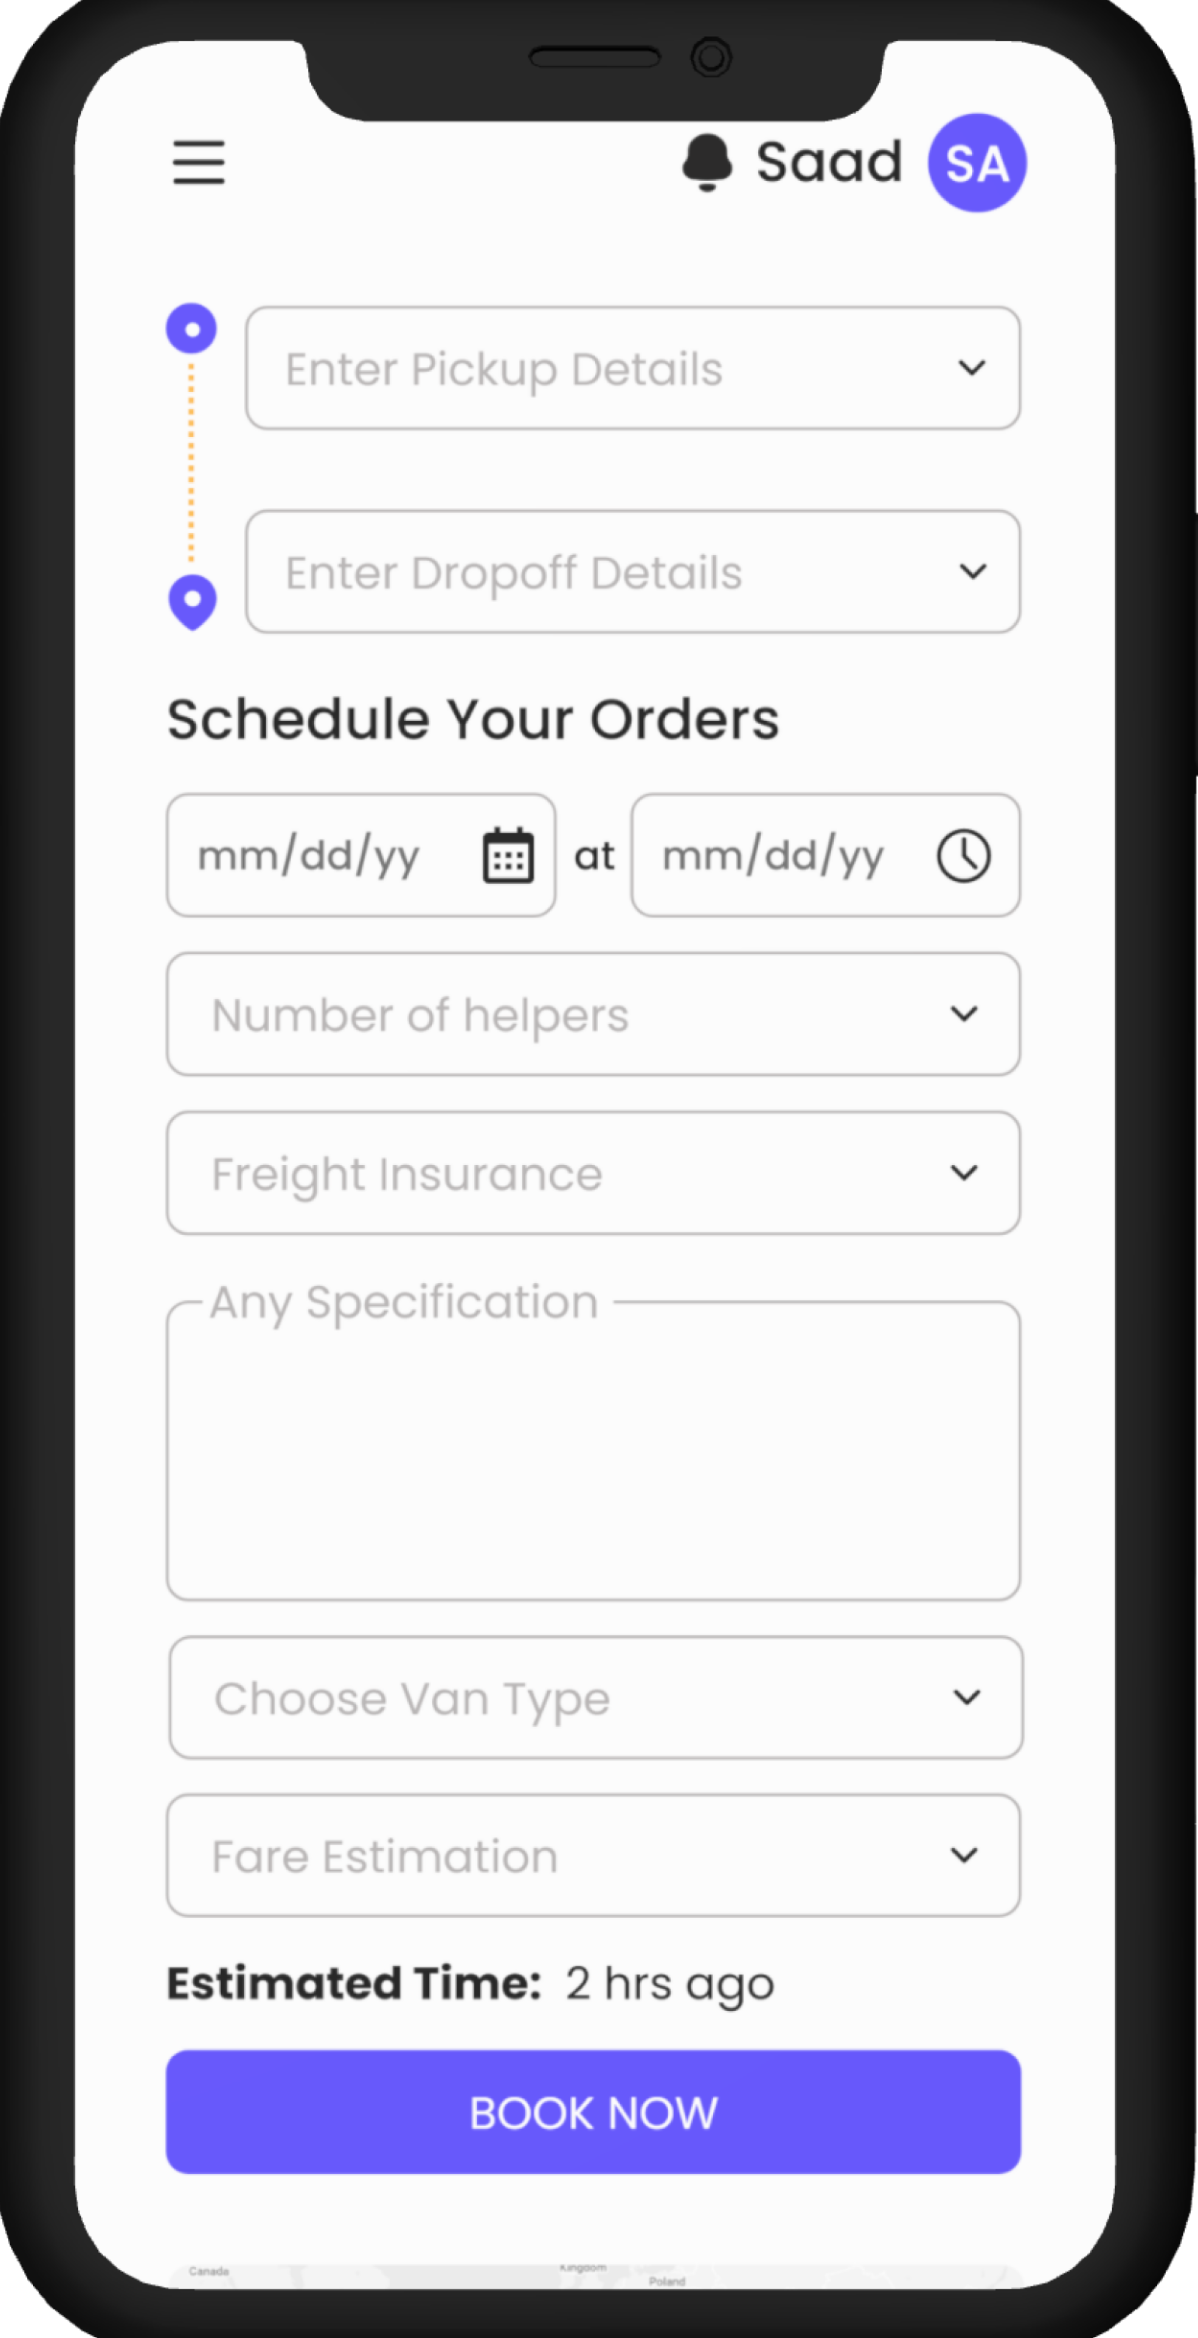 Saad SA
Enter Pickup Details
Enter Dropoff Details
Schedule Your Orders
mm/dd/yy at mm/dd/yy
Number of helpers
Freight Insurance
Any Specification
Choose Van Type
Fare Estimation
Estimated Time: 2 hrs ago
BOOK NOW
Canada
Kingdom
Poland